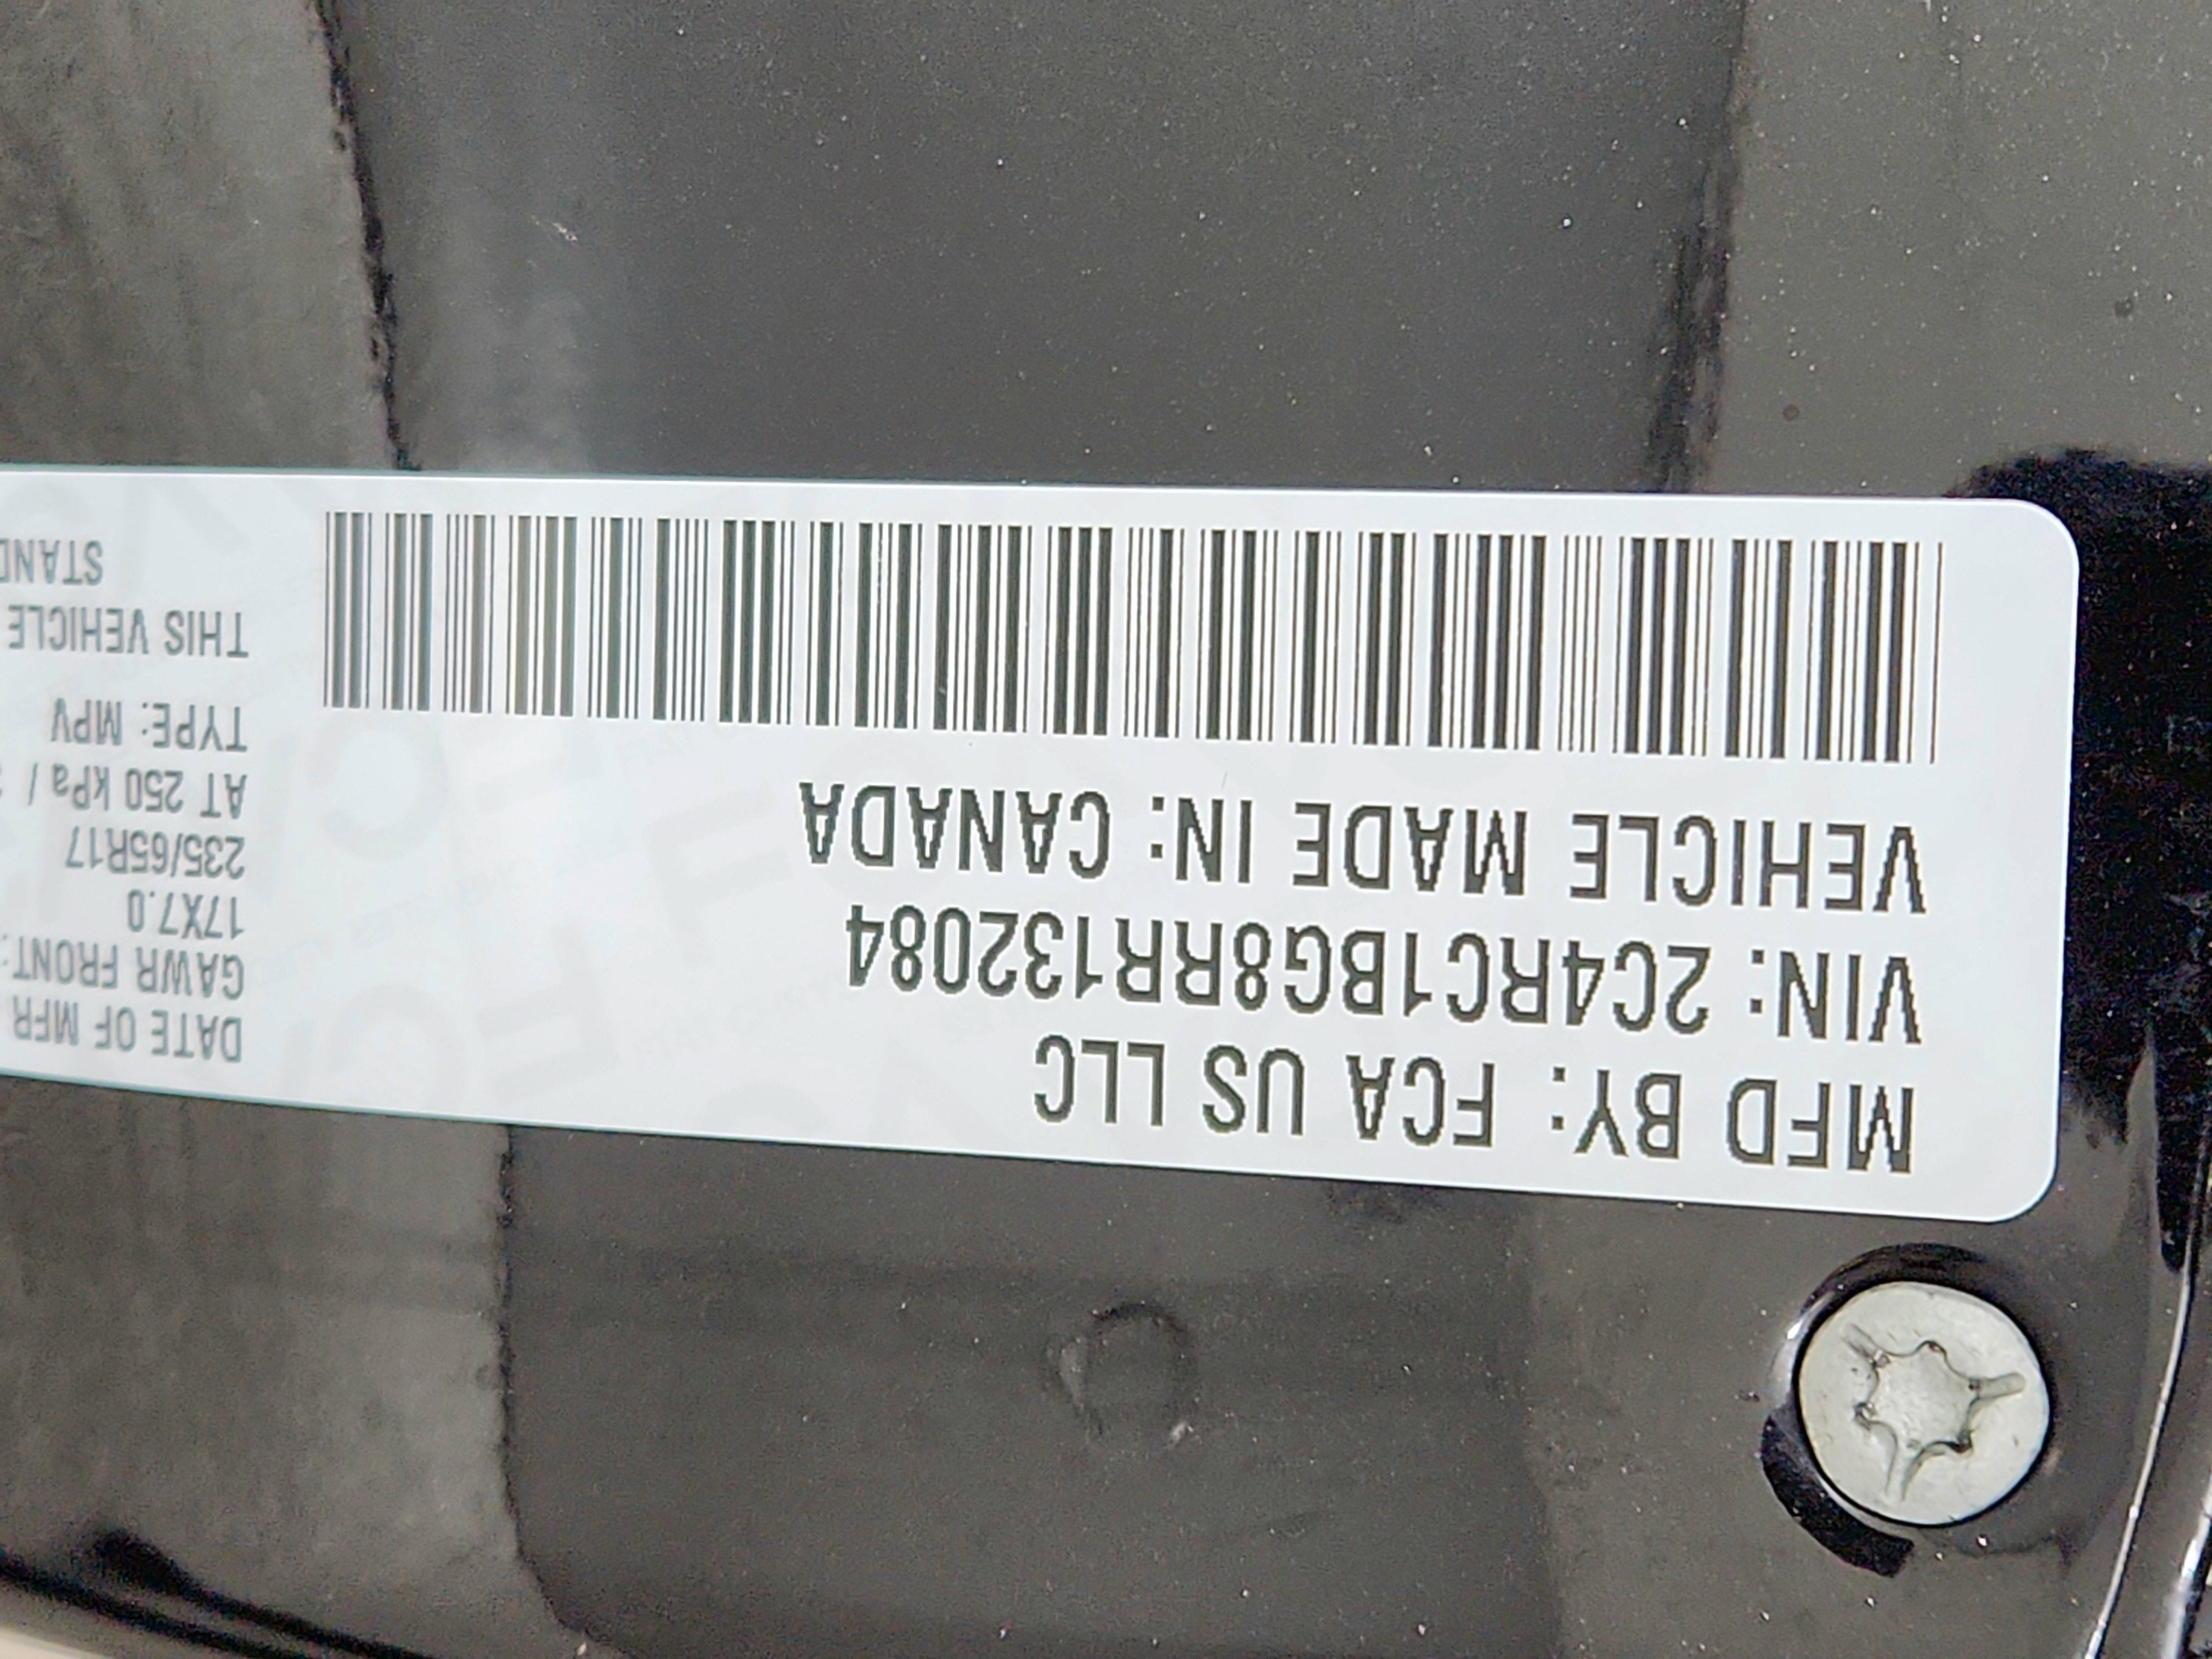 MFD BY: FCA US LLC
VIN: 2C4RC1BG8RR132084
VEHICLE MADE IN: CANADA
DATE OF MFR
GAWR FRONT:
17X7.0
235/65R17
AT 250 kPa /
TYPE: MPV
THIS VEHICLE
STAND